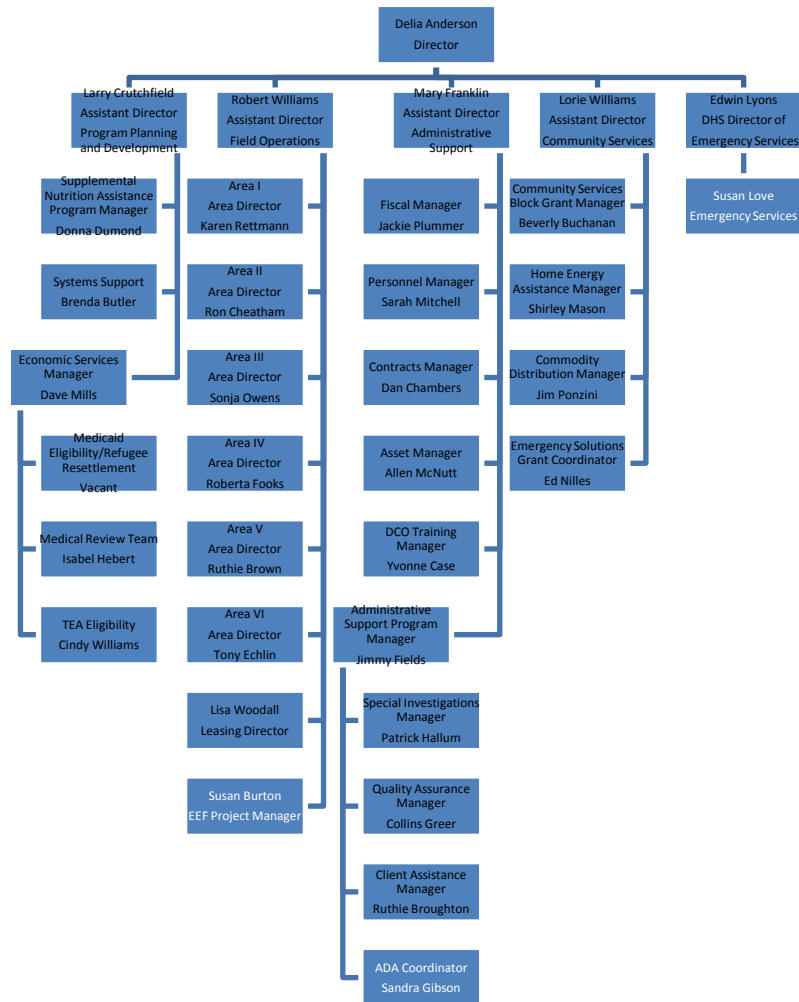 Delia Anderson
Director
Larry Crutchfield
Assistant Director
Program Planning
and Development
Robert Williams
Assistant Director
Field Operations
Mary Franklin
Assistant Director
Administrative
Support
Lorie Williams
Assistant Director
Community Services
Edwin Lyons
DHS Director of
Emergency Services
Supplemental
Nutrition Assistance
Program Manager
Donna Dumond
Systems Support
Brenda Butler
Economic Services
Manager
Dave Mills
Medicaid
Eligibility/Refugee
Resettlement
Vacant
Medical Review Team
Isabel Hebert
TEA Eligibility
Cindy Williams
Area I
Area Director
Karen Rettmann
Area II
Area Director
Ron Cheatham
Area III
Area Director
Sonja Owens
Area IV
Area Director
Roberta Fooks
Area V
Area Director
Ruthie Brown
Area VI
Area Director
Tony Echlin
Lisa Woodall
Leasing Director
Susan Burton
EEF Project Manager
Fiscal Manager
Jackie Plummer
Personnel Manager
Sarah Mitchell
Contracts Manager
Dan Chambers
Asset Manager
Allen McNutt
DCO Training
Manager
Yvonne Case
Administrative
Support Program
Manager
Jimmy Fields
Special Investigations
Manager
Patrick Hallum
Quality Assurance
Manager
Collins Greer
Client Assistance
Manager
Ruthie Broughton
ADA Coordinator
Sandra Gibson
Community Services
Block Grant Manager
Beverly Buchanan
Home Energy
Assistance Manager
Shirley Mason
Commodity
Distribution Manager
Jim Ponzini
Emergency Solutions
Grant Coordinator
Ed Nilles
Susan Love
Emergency Services